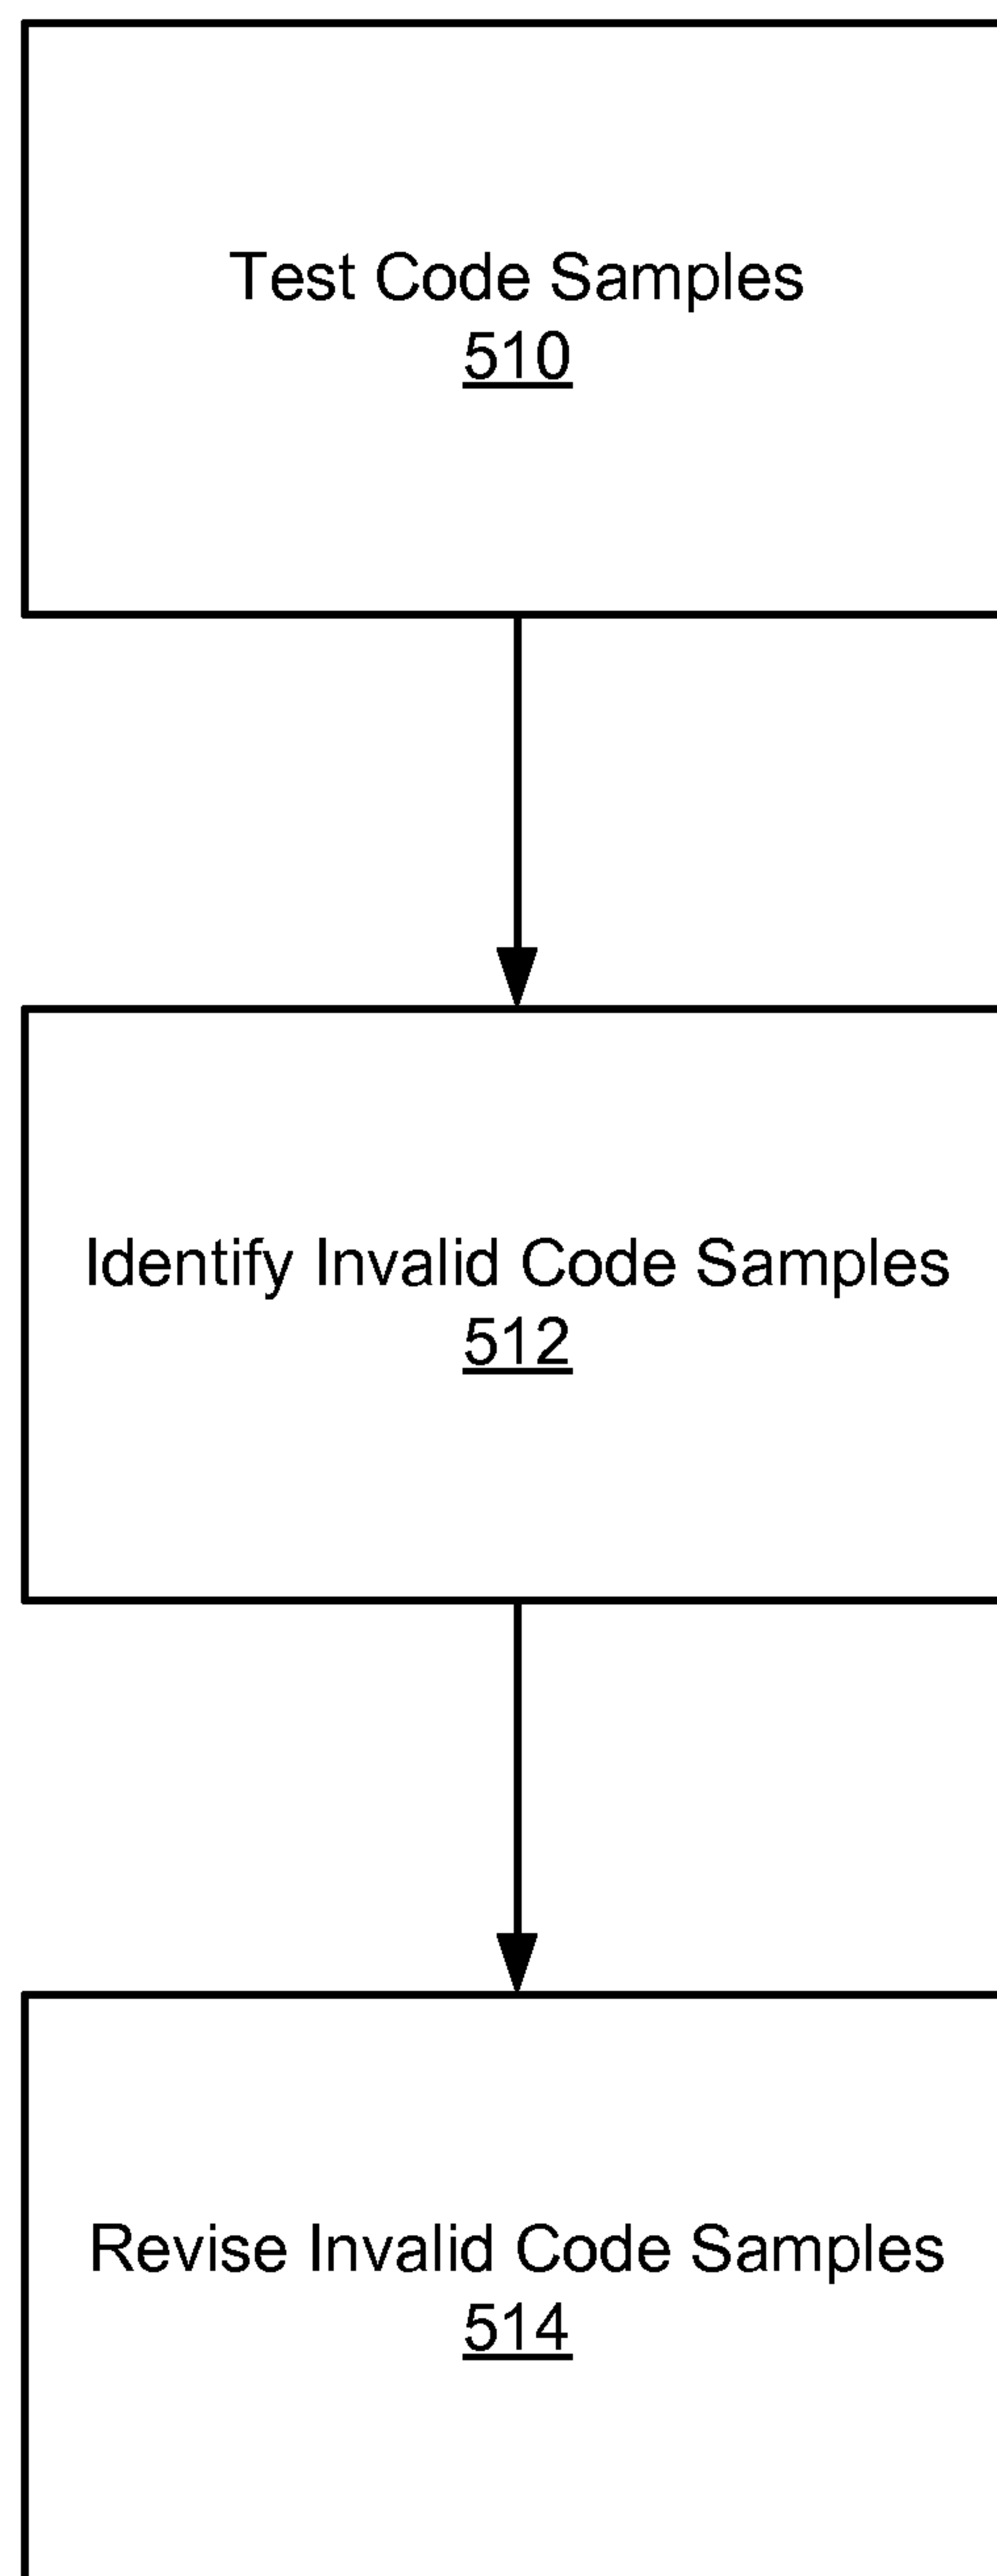 Test Code Samples
510
Identify Invalid Code Samples
512
Revise Invalid Code Samples
514